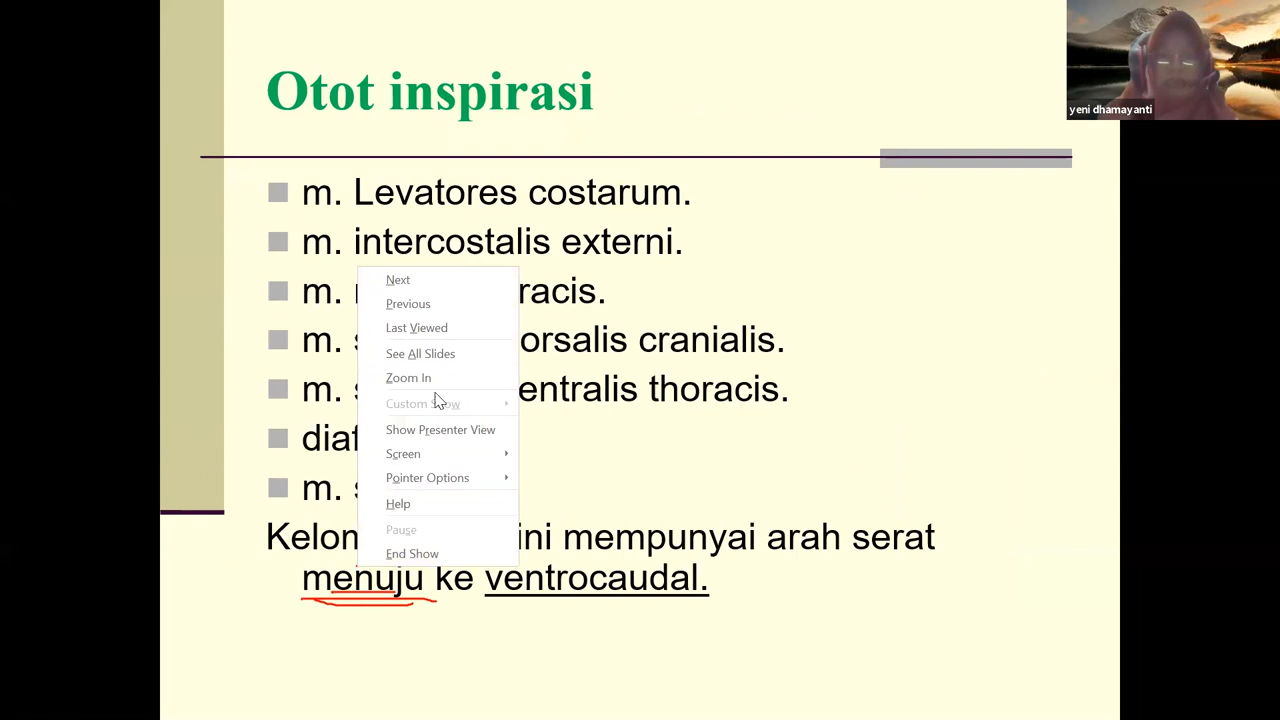 Otot inspirasi
yeni dhamayanti
m. Levatores costarum.
m. intercostalis externi.
m. racis.
m. orsalis cranialis.
m. entralis thoracis.
diaf
m. s
Kelom ini mempunyai arah serat
menuju ke ventrocaudal.
Next
Previous
Last Viewed
See All Slides
Zoom In
Custom Show
Show Presenter View
Screen
Pointer Options
Help
Pause
End Show